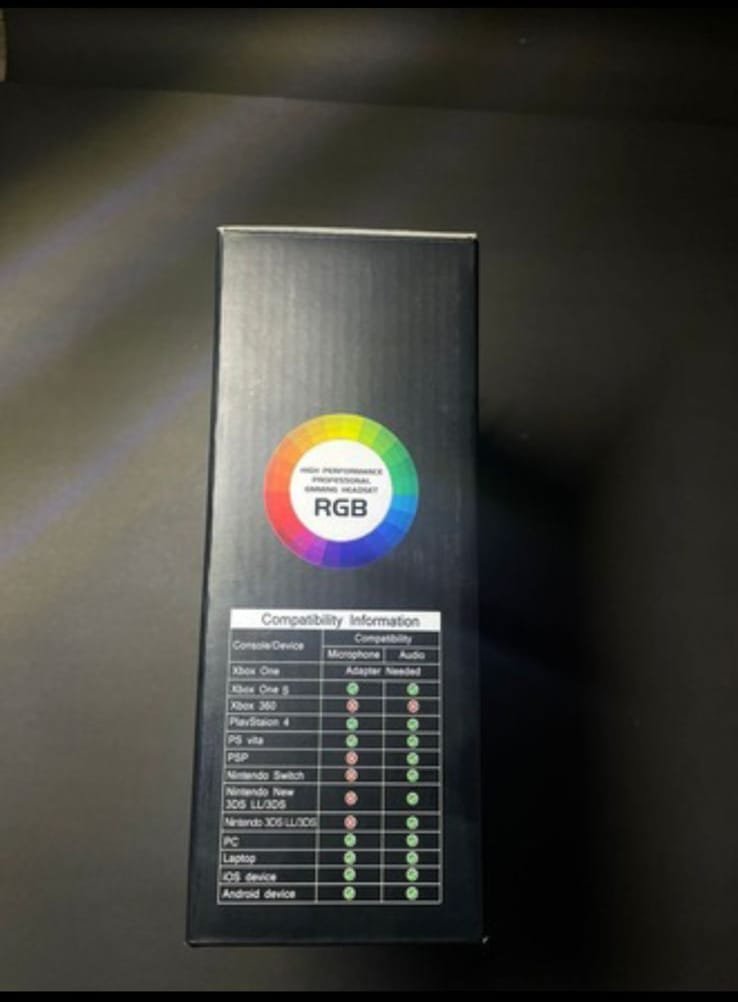 HIGH PERFORMANCE
PROFESSIONAL
GAMING HEADSET
RGB
Compatibility Information
Console/Device
Compatibility
Microphone Audio
Xbox One Adapter Needed
Xbox One S
Xbox 360
PlayStaion 4
PS vita
PSP
Nintendo Switch
Nintendo New
3DS LL/3DS
Nintendo 3DS LL/3DS
PC
Laptop
iOS device
Android device